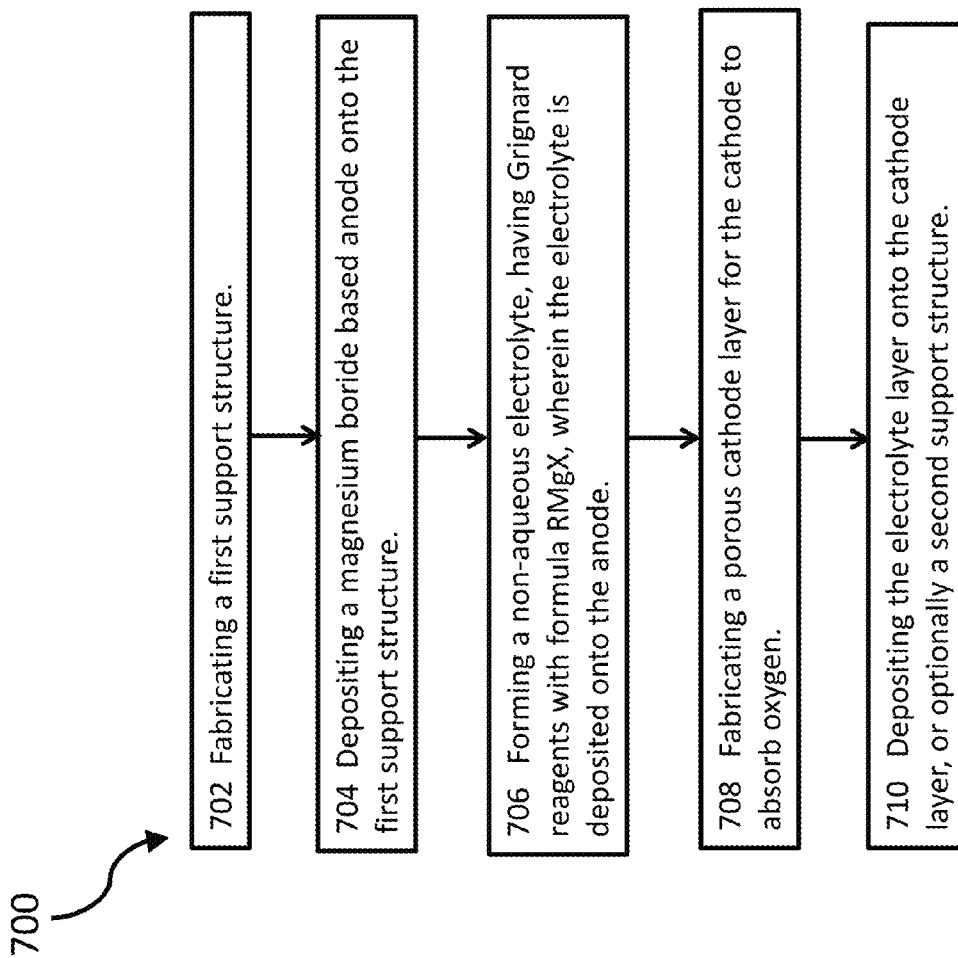 700
702 Fabricating a first support structure.
704 Depositing a magnesium boride based anode onto the
first support structure.
706 Forming a non-aqueous electrolyte, having Grignard
reagents with formula RMgX, wherein the electrolyte is
deposited onto the anode.
708 Fabricating a porous cathode layer for the cathode to
absorb oxygen.
710 Depositing the electrolyte layer onto the cathode
layer, or optionally a second support structure.